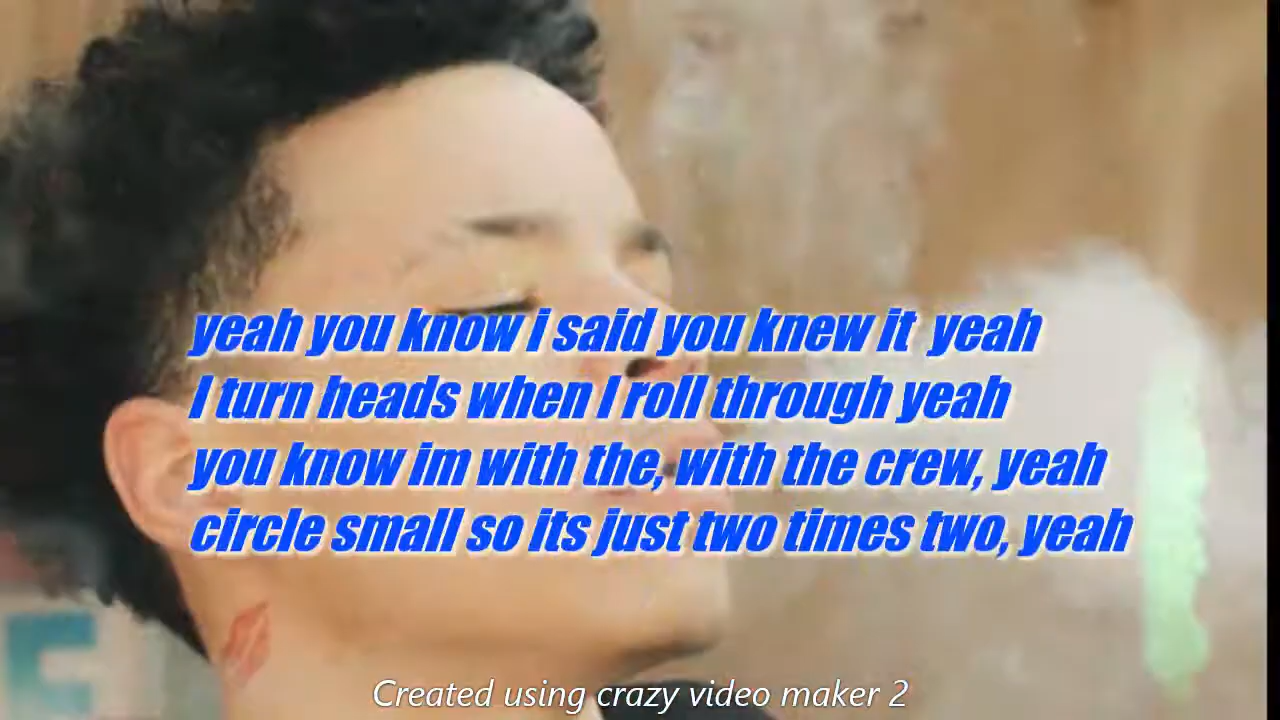 yeah you know i said you knew it yeah
I turn heads when I roll through yeah
you know im with the, with the crew, yeah
circle small so its just two times two, yeah
E
Created using crazy video maker 2